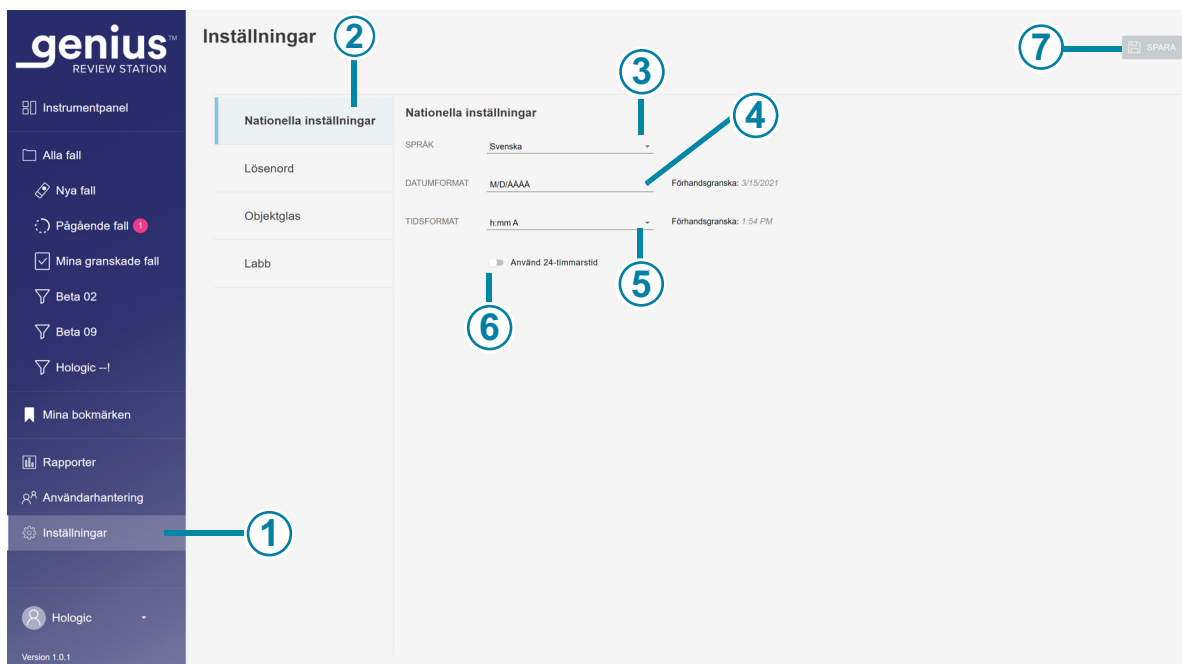 genius™
REVIEW STATION
Instrumentpanel
Alla fall
Nya fall
Pågående fall 1
Mina granskade fall
Beta 02
Beta 09
Hologic --!
Mina bokmärken
Rapporter
Användarhantering
Inställningar
1
Hologic
Version 1.0.1
Inställningar
2
7
SPARA
Nationella inställningar
Lösenord
Objektglas
Labb
Nationella inställningar
3
4
SPRÅK Svenska
DATUMFORMAT M/D/ÅÅÅÅ Förhandsgranska: 3/15/2021
TIDSFORMAT h:mm A Förhandsgranska: 1:54 PM
Använd 24-timmarstid
5
6